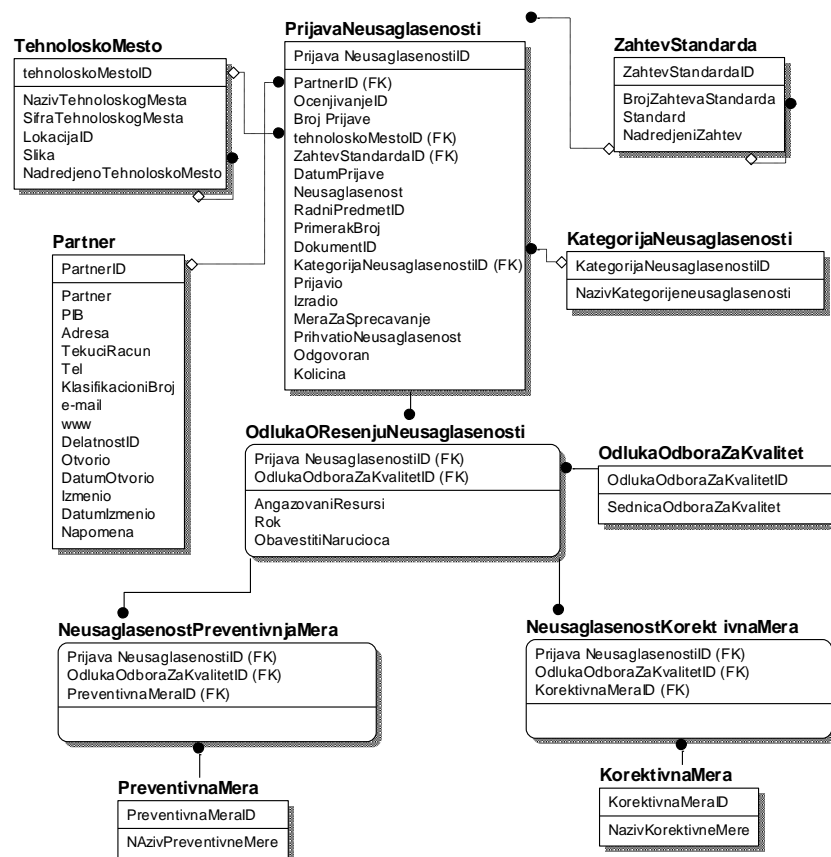 TehnoloskoMesto
tehnoloskoMestoID
NazivTehnoloskogMesta
SifraTehnoloskogMesta
LokacijaID
Slika
NadredjenoTehnoloskoMesto
PrijavaNeusaglasenosti
Prijava NeusaglasenostiID
PartnerID (FK)
OcenjivanjeID
Broj Prijave
tehnoloskoMestoID (FK)
ZahtevStandardaID (FK)
DatumPrijave
Neusaglasenost
RadniPredmetID
PrimerakBroj
DokumentID
KategorijaNeusaglasenostiID (FK)
Prijavio
Izradio
MeraZaSprecavanje
PrihvatioNeusaglasenost
Odgovoran
Kolicina
ZahtevStandarda
ZahtevStandardaID
BrojZahtevaStandarda
Standard
NadredjeniZahtev
KategorijaNeusaglasenosti
KategorijaNeusaglasenostiID
NazivKategorijeneusaglasenosti
Partner
PartnerID
Partner
PIB
Adresa
TekuciRacun
Tel
KlasifikacioniBroj
e-mail
www
DelatnostID
Otvorio
DatumOtvorio
Izmenio
DatumIzmenio
Napomena
OdlukaOResenjuNeusaglasenosti
Prijava NeusaglasenostiID (FK)
OdlukaOdboraZaKvalitetID (FK)
AngazovaniResursi
Rok
ObavestitiNarucioca
OdlukaOdboraZaKvalitet
OdlukaOdboraZaKvalitetID
SednicaOdboraZaKvalitet
NeusaglasenostPreventivnjaMera
Prijava NeusaglasenostiID (FK)
OdlukaOdboraZaKvalitetID (FK)
PreventivnaMeraID (FK)
NeusaglasenostKorekt ivnaMera
Prijava NeusaglasenostiID (FK)
OdlukaOdboraZaKvalitetID (FK)
KorektivnaMeraID (FK)
PreventivnaMera
PreventivnaMeraID
NAzivPreventivneMere
KorektivnaMera
KorektivnaMeraID
NazivKorektivneMere